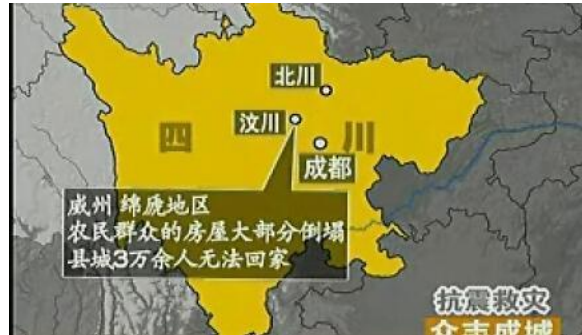 北川
汶川
四川
成都
威州 绵虒地区
农民群众的房屋大部分倒塌
县城3万余人无法回家
抗震救灾
众志成城